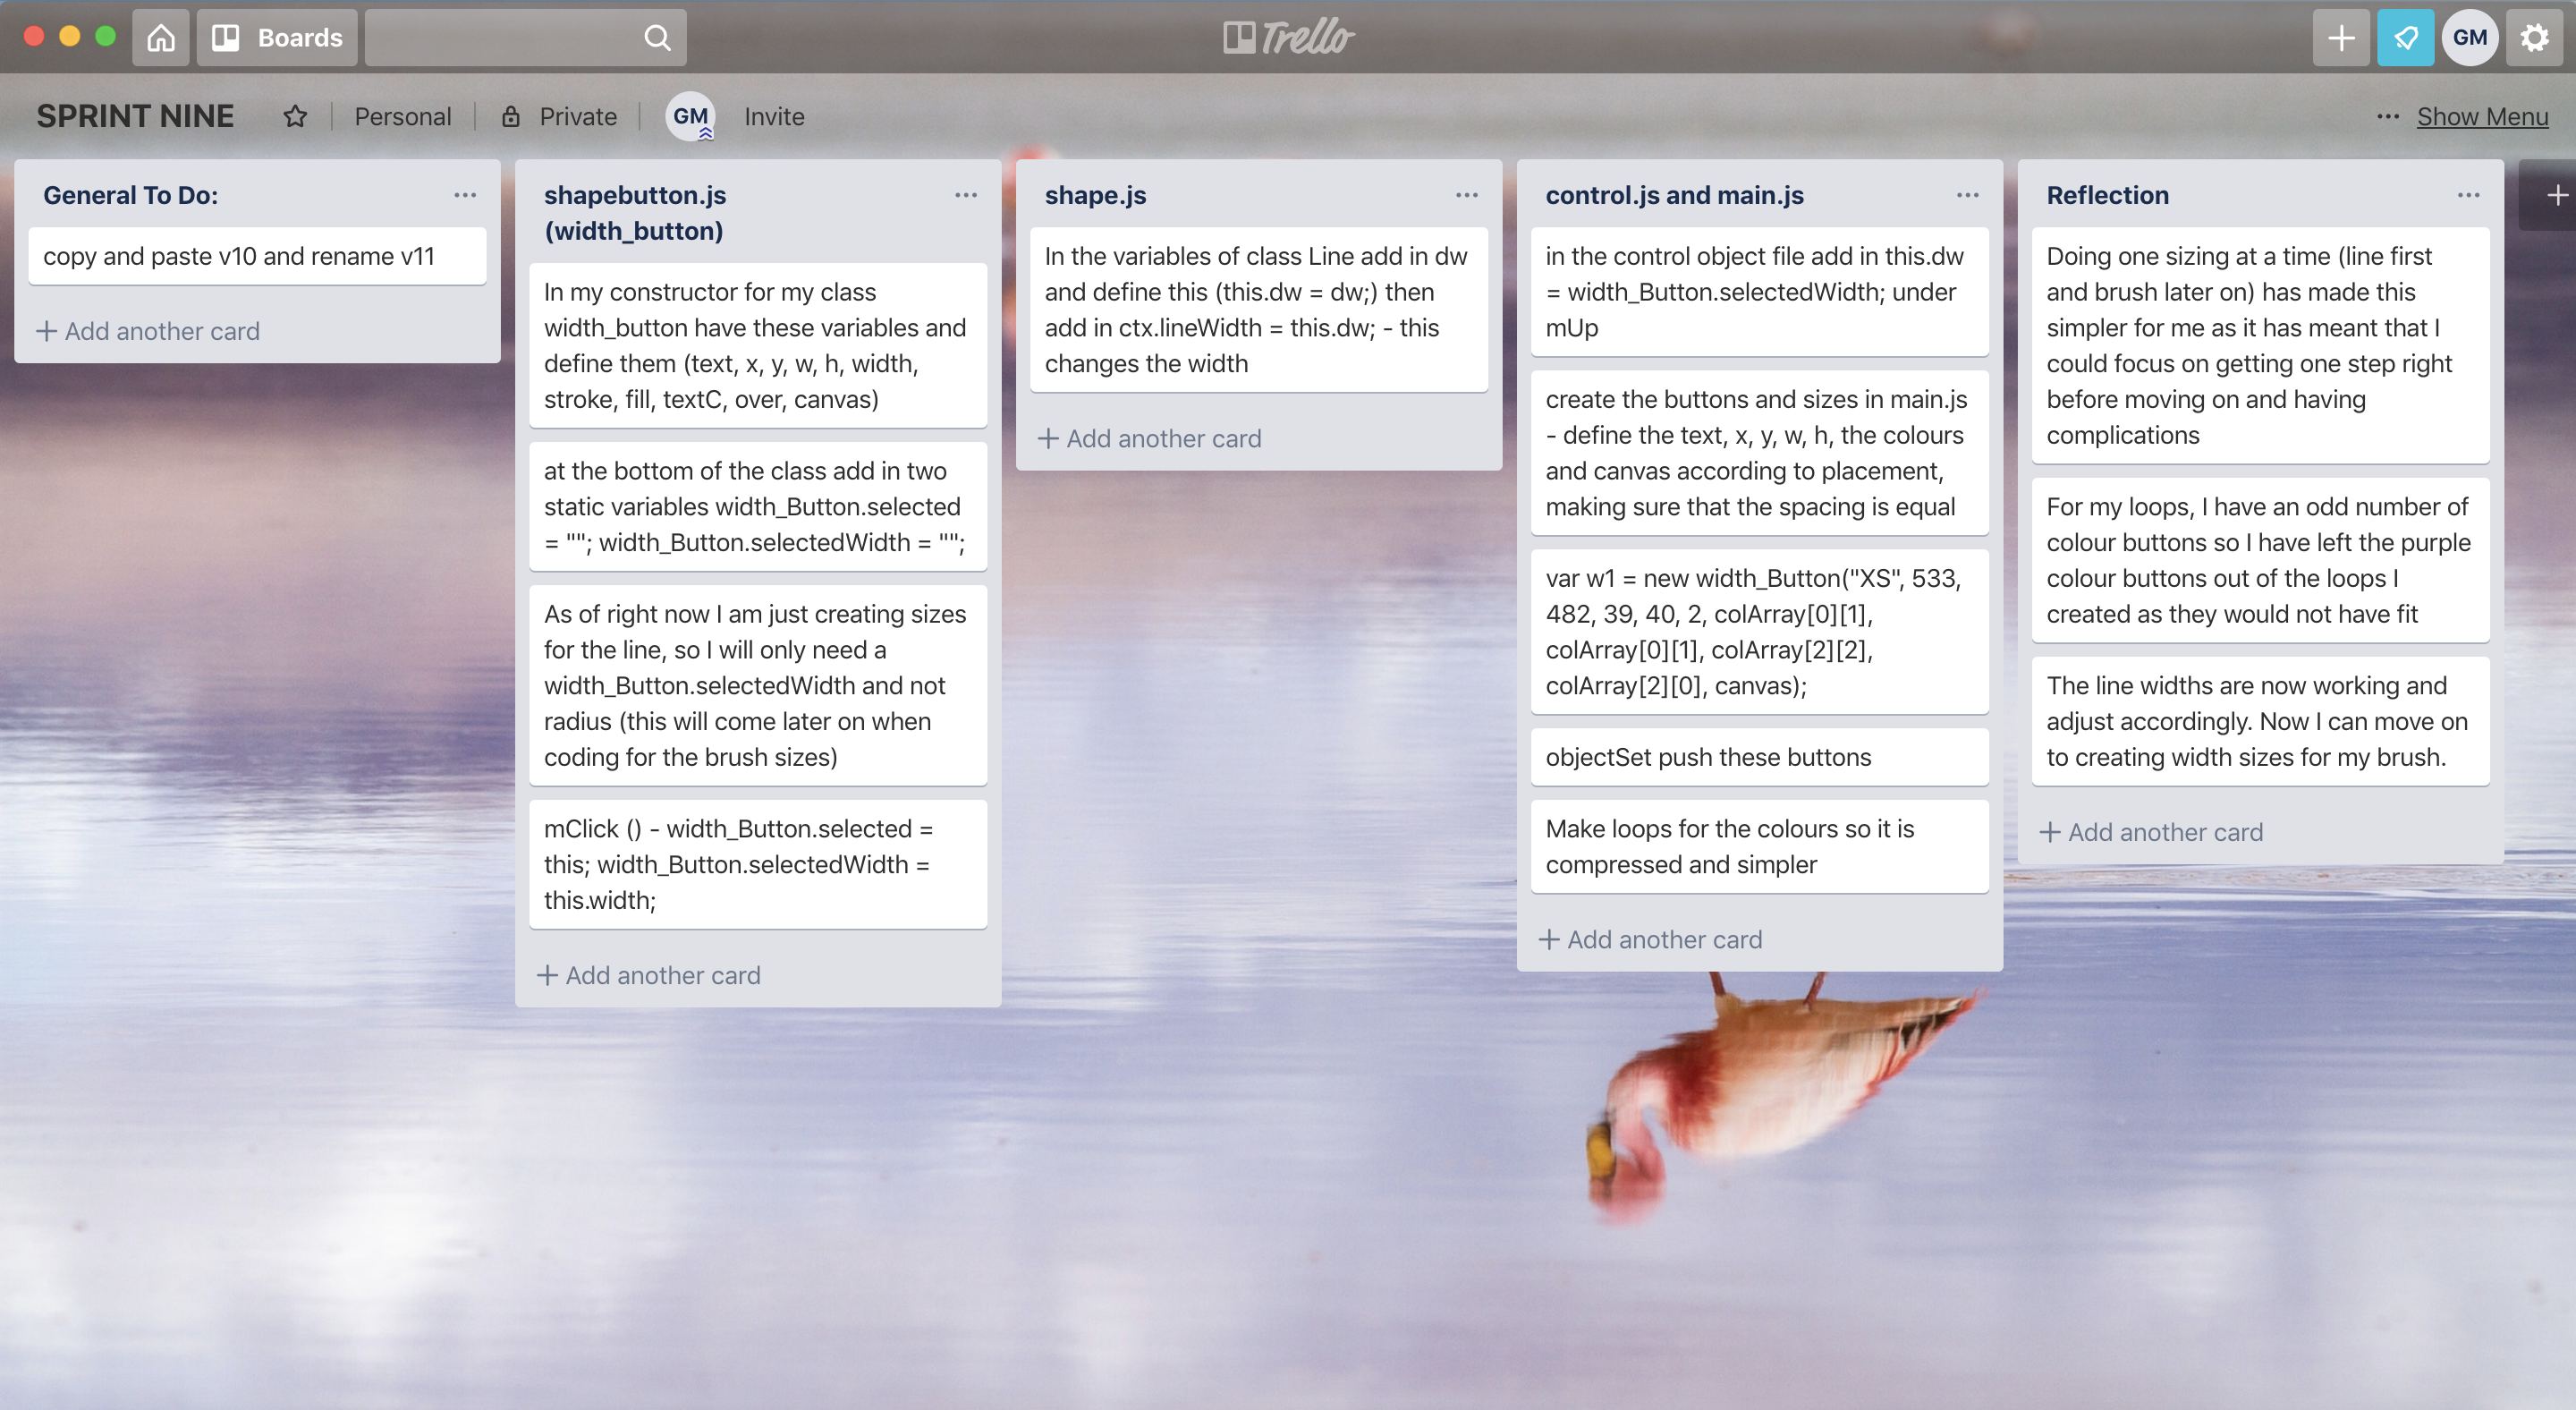 Boards
Trello
GM
SPRINT NINE
Personal
Private
GM
Invite
... Show Menu
General To Do:
copy and paste v10 and rename v11
+ Add another card
shapebutton.js
(width_button)
In my constructor for my class
width_button have these variables and
define them (text, x, y, w, h, width,
stroke, fill, textC, over, canvas)
at the bottom of the class add in two
static variables width_Button.selected
= ""; width_Button.selectedWidth = "";
As of right now I am just creating sizes
for the line, so I will only need a
width_Button.selectedWidth and not
radius (this will come later on when
coding for the brush sizes)
mClick () - width_Button.selected =
this; width_Button.selectedWidth =
this.width;
+ Add another card
shape.js
In the variables of class Line add in dw
and define this (this.dw = dw;) then
add in ctx.lineWidth = this.dw; - this
changes the width
+ Add another card
control.js and main.js
in the control object file add in this.dw
= width_Button.selectedWidth; under
mUp
create the buttons and sizes in main.js
- define the text, x, y, w, h, the colours
and canvas according to placement,
making sure that the spacing is equal
var w1 = new width_Button("XS", 533,
482, 39, 40, 2, colArray[0][1],
colArray[0][1], colArray[2][2],
colArray[2][0], canvas);
objectSet push these buttons
Make loops for the colours so it is
compressed and simpler
+ Add another card
Reflection
Doing one sizing at a time (line first
and brush later on) has made this
simpler for me as it has meant that I
could focus on getting one step right
before moving on and having
complications
For my loops, I have an odd number of
colour buttons so I have left the purple
colour buttons out of the loops I
created as they would not have fit
The line widths are now working and
adjust accordingly. Now I can move on
to creating width sizes for my brush.
+ Add another card